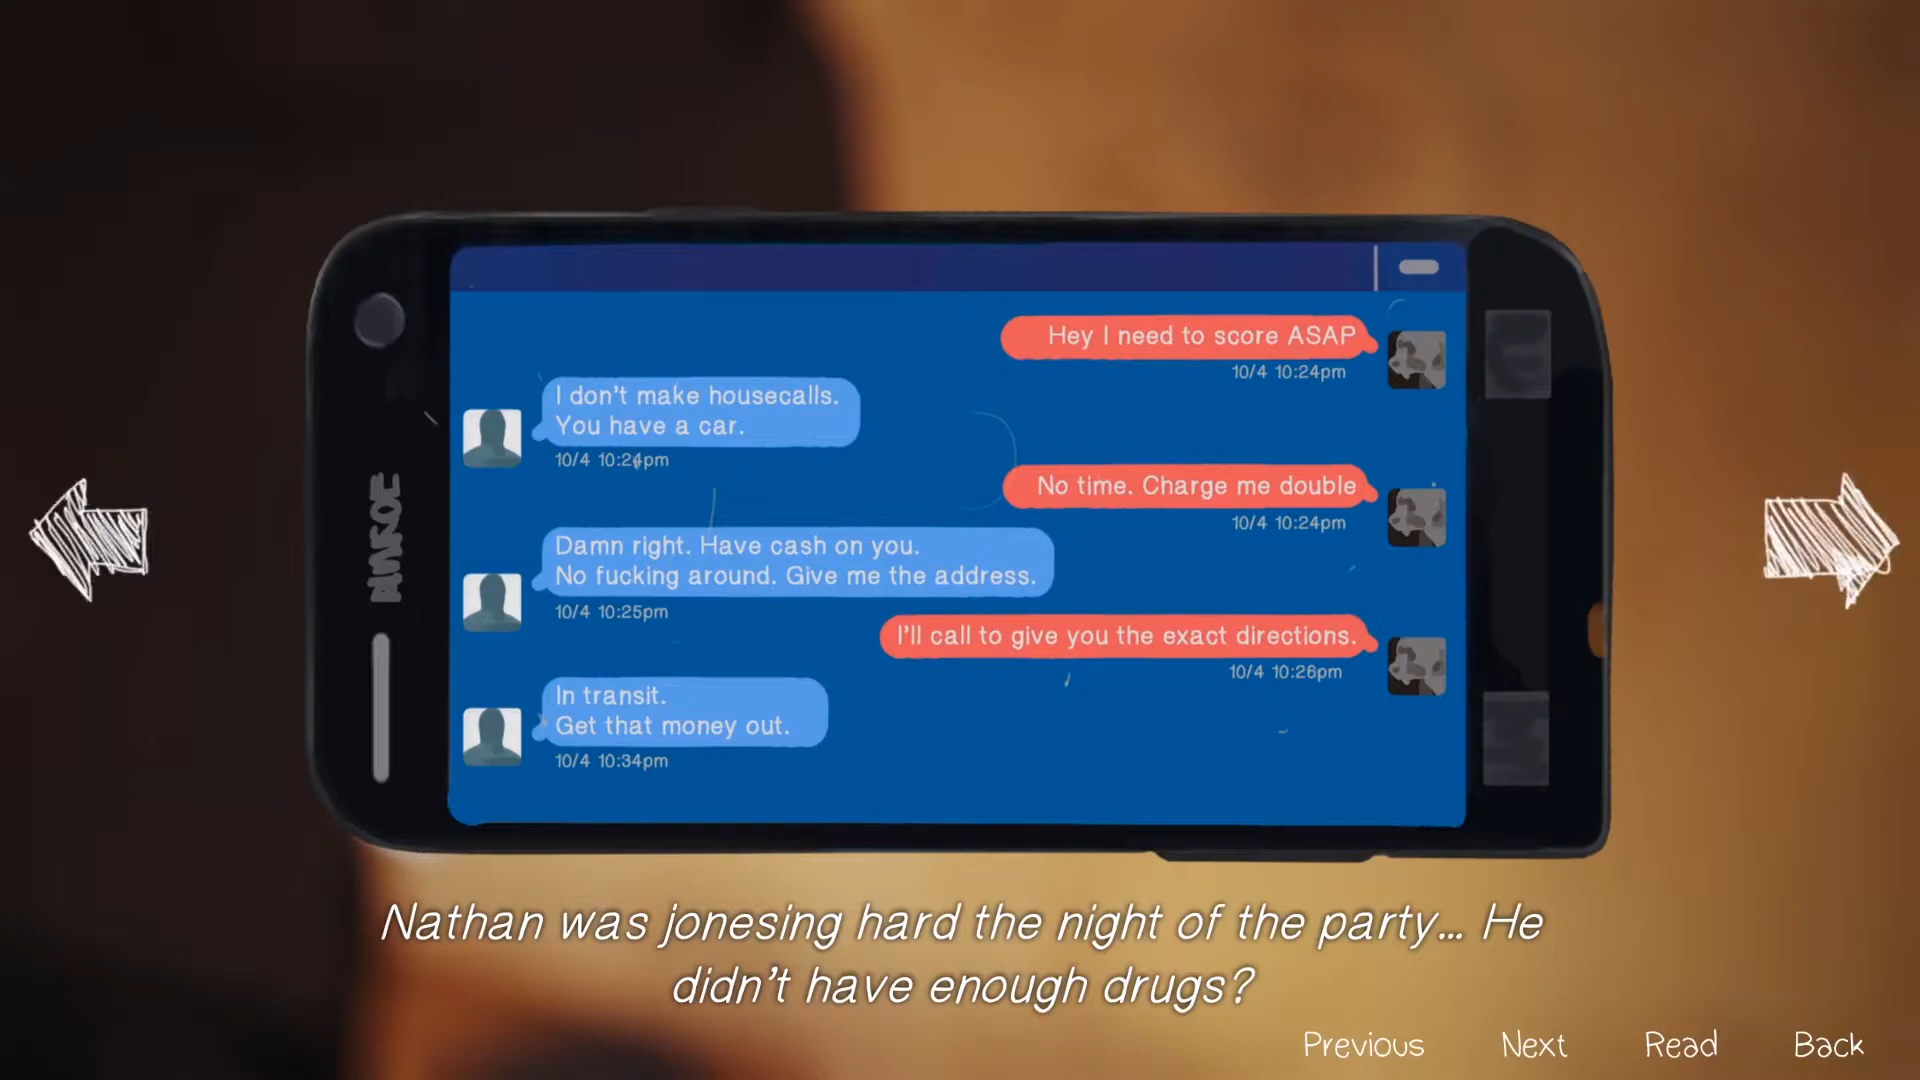 Hey I need to score ASAP
10/4 10:24pm
I don't make housecalls.
You have a car.
10/4 10:24pm
No time. Charge me double
10/4 10:24pm
Damn right. Have cash on you.
No fucking around. Give me the address.
10/4 10:25pm
I'll call to give you the exact directions.
10/4 10:26pm
In transit.
Get that money out.
10/4 10:34pm
Nathan was jonesing hard the night of the party... He
didn't have enough drugs?
Previous
Next
Read
Back